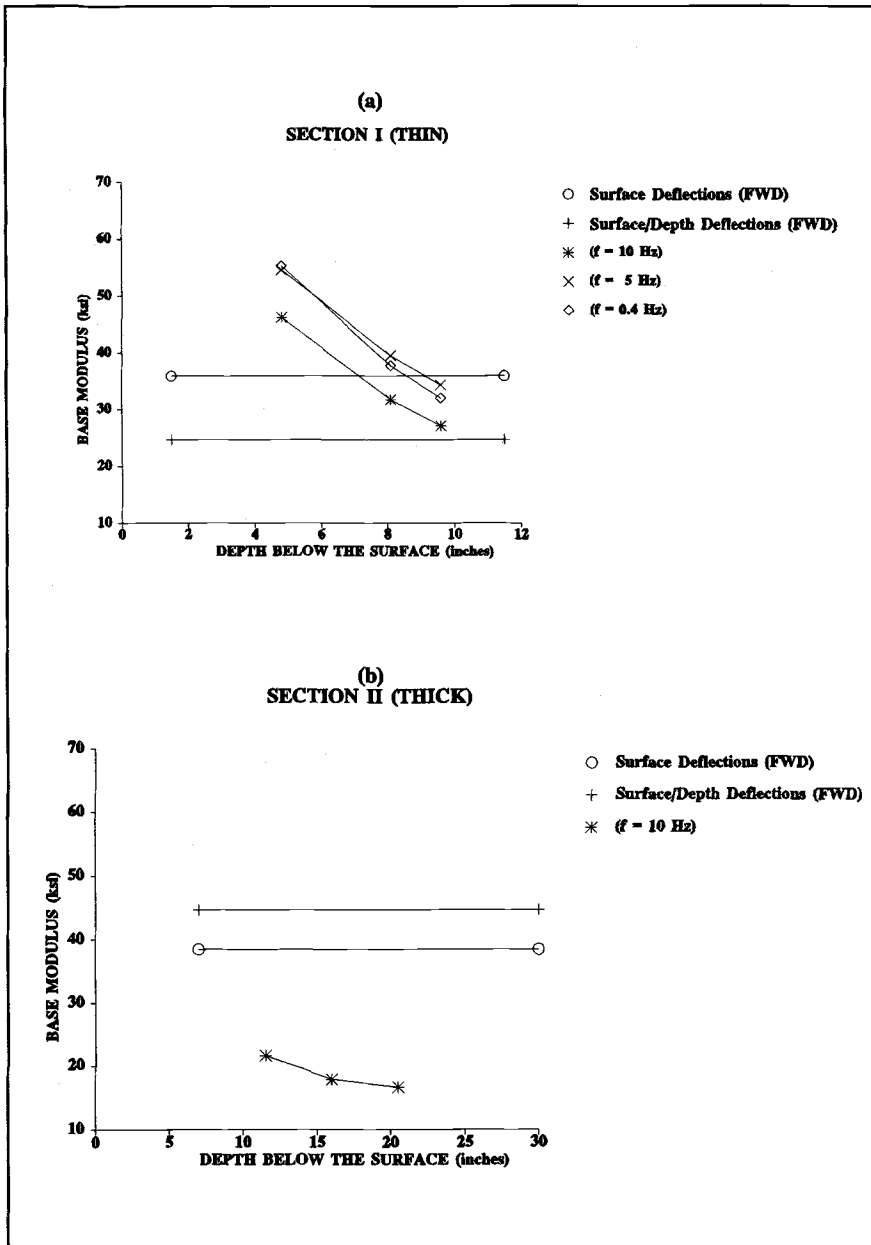 (a)
SECTION I (THIN)
70
60
50
40
30
20
10
BASE MODULUS (ksi)
0 2 4 6 8 10 12
DEPTH BELOW THE SURFACE (inches)
Surface Deflections (FWD)
Surface/Depth Deflections (FWD)
(f = 10 Hz)
(f = 5 Hz)
(f = 0.4 Hz)
(b)
SECTION II (THICK)
70
60
50
40
30
20
10
BASE MODULUS (ksi)
0 5 10 15 20 25 30
DEPTH BELOW THE SURFACE (inches)
Surface Deflections (FWD)
Surface/Depth Deflections (FWD)
(f = 10 Hz)